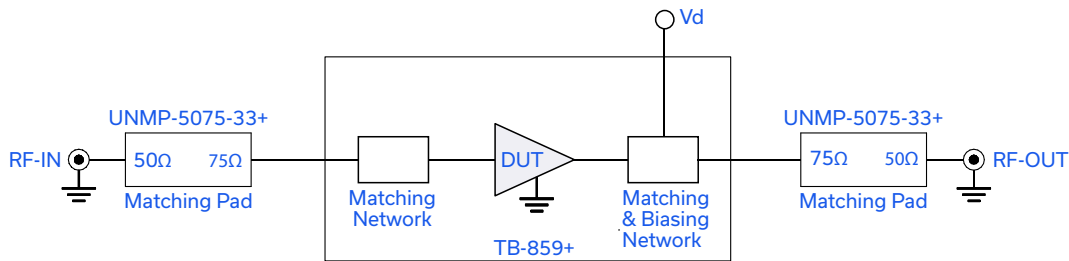 Vd
UNMP-5075-33+
UNMP-5075-33+
RF-IN
50Ω
75Ω
DUT
75Ω
50Ω
RF-OUT
Matching Pad
Matching
Network
Matching
& Biasing
Network
Matching Pad
TB-859+